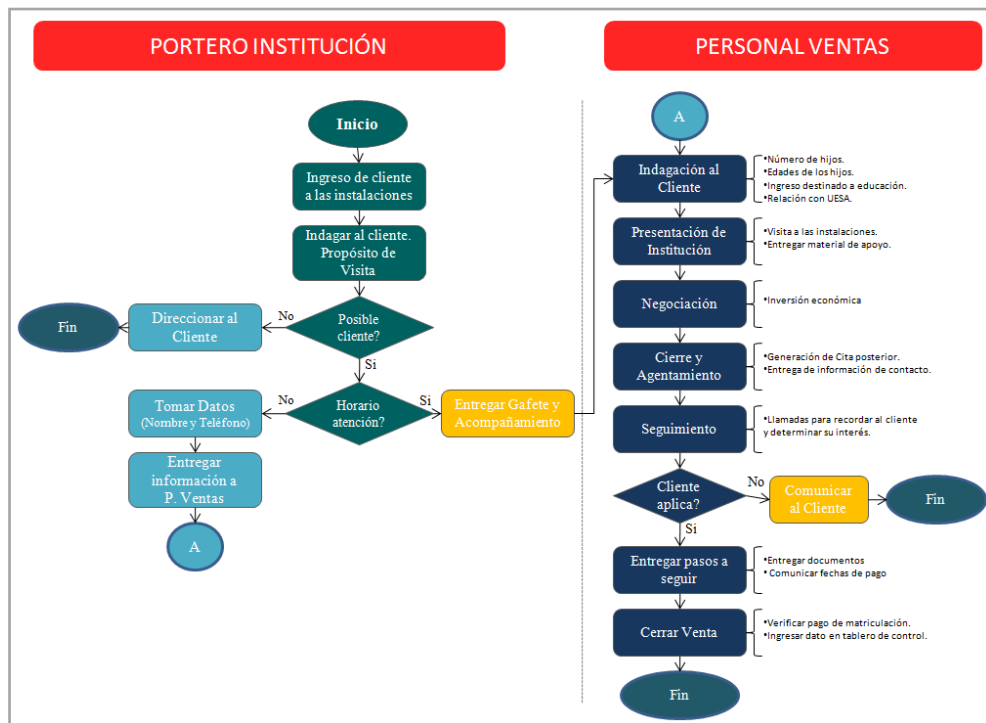 PORTERO INSTITUCIÓN
Inicio
Ingreso de cliente
a las instalaciones
Indagar al cliente.
Propósito de
Visita
Posible
cliente?
No
Direccionar al
Cliente
Fin
Si
Horario
atención?
No
Tomar Datos
(Nombre y Teléfono)
Entregar
información a
P. Ventas
A
Si
Entregar Gafete y
Acompañamiento
PERSONAL VENTAS
A
Indagación al
Cliente
•Número de hijos.
•Edades de los hijos.
•Ingreso destinado a educación.
•Relación con UESA.
Presentación de
Institución
•Visita a las instalaciones.
•Entregar material de apoyo.
Negociación
•Inversión económica
Cierre y
Agentamiento
•Generación de Cita posterior.
•Entrega de información de contacto.
Seguimiento
•Llamadas para recordar al cliente
y determinar su interés.
Cliente
aplica?
No
Comunicar
al Cliente
Fin
Si
Entregar pasos a
seguir
•Entregar documentos
• Comunicar fechas de pago
Cerrar Venta
•Verificar pago de matriculación.
•Ingresar dato en tablero de control.
Fin